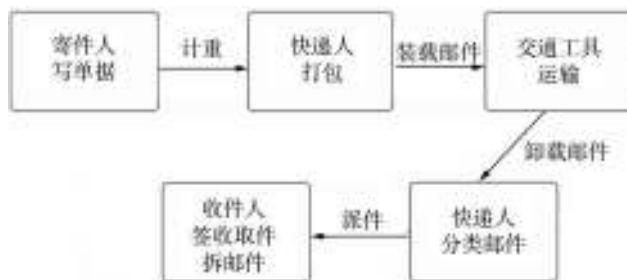 寄件人
写单据
计重
快递人
打包
装载邮件
交通工具
运输
卸载邮件
快递人
分类邮件
派件
收件人
签收取件
拆邮件